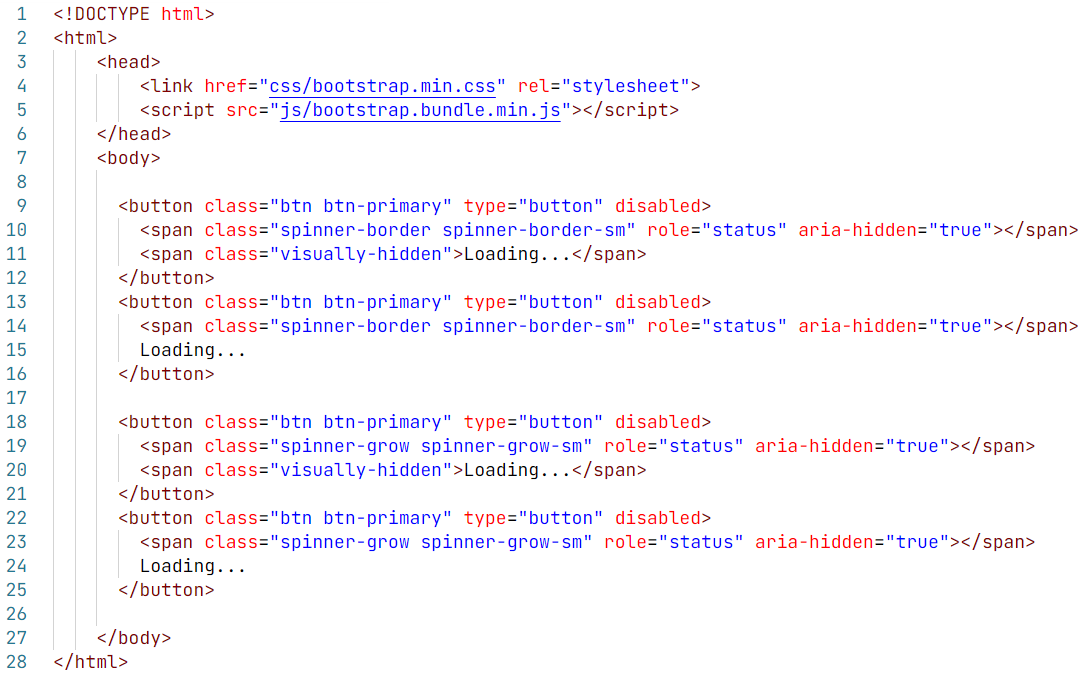 1 <!DOCTYPE html>
2 <html>
3     <head>
4         <link href="css/bootstrap.min.css" rel="stylesheet">
5         <script src="js/bootstrap.bundle.min.js"></script>
6     </head>
7     <body>
8
9       <button class="btn btn-primary" type="button" disabled>
10         <span class="spinner-border spinner-border-sm" role="status" aria-hidden="true"></span>
11         <span class="visually-hidden">Loading...</span>
12       </button>
13       <button class="btn btn-primary" type="button" disabled>
14         <span class="spinner-border spinner-border-sm" role="status" aria-hidden="true"></span>
15         Loading...
16       </button>
17
18       <button class="btn btn-primary" type="button" disabled>
19         <span class="spinner-grow spinner-grow-sm" role="status" aria-hidden="true"></span>
20         <span class="visually-hidden">Loading...</span>
21       </button>
22       <button class="btn btn-primary" type="button" disabled>
23         <span class="spinner-grow spinner-grow-sm" role="status" aria-hidden="true"></span>
24         Loading...
25       </button>
26
27     </body>
28 </html>